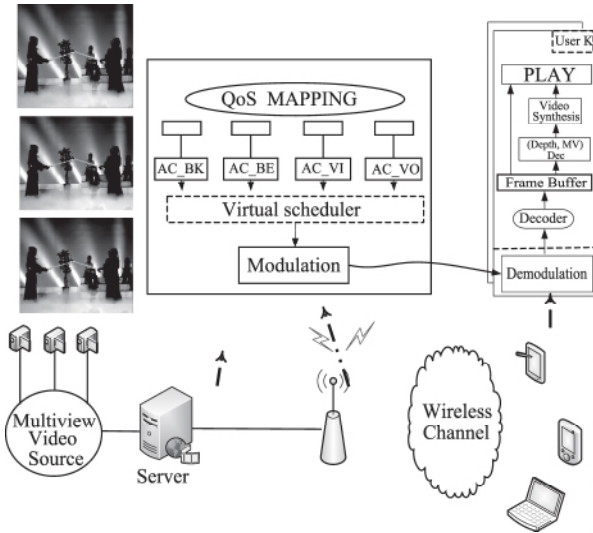 User K
PLAY
Video
Synthesis
(Depth, MV)
Dec
Frame Buffer
Decoder
Demodulation
QoS MAPPING
AC_BK
AC_BE
AC_VI
AC_VO
Virtual scheduler
Modulation
Multiview
Video
Source
Server
Wireless
Channel